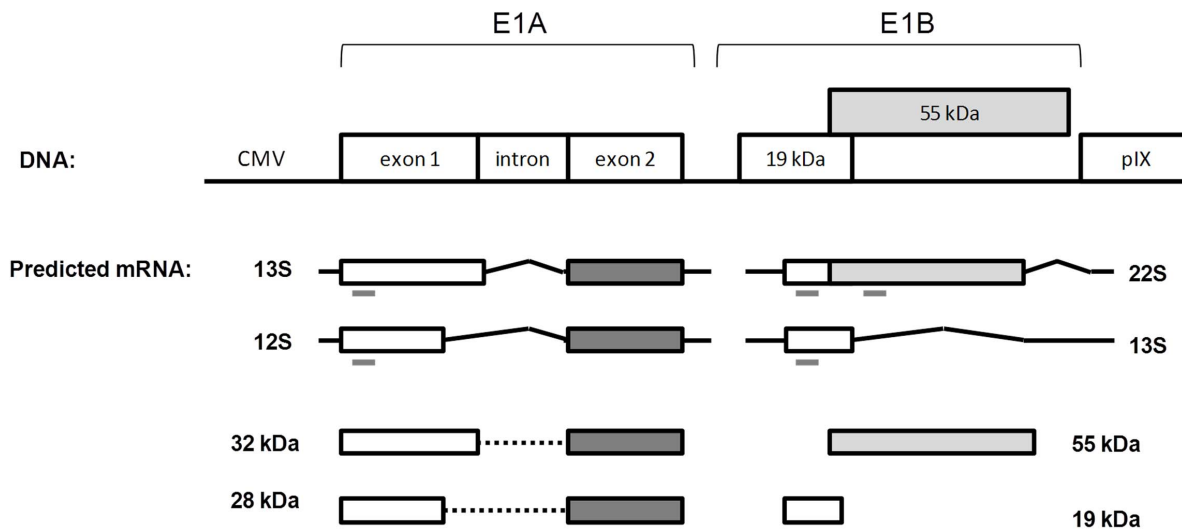 E1A E1B
55 kDa
DNA: CMV exon 1 intron exon 2 19 kDa pIX
Predicted mRNA: 13S 22S
12S 13S
32 kDa 55 kDa
28 kDa 19 kDa